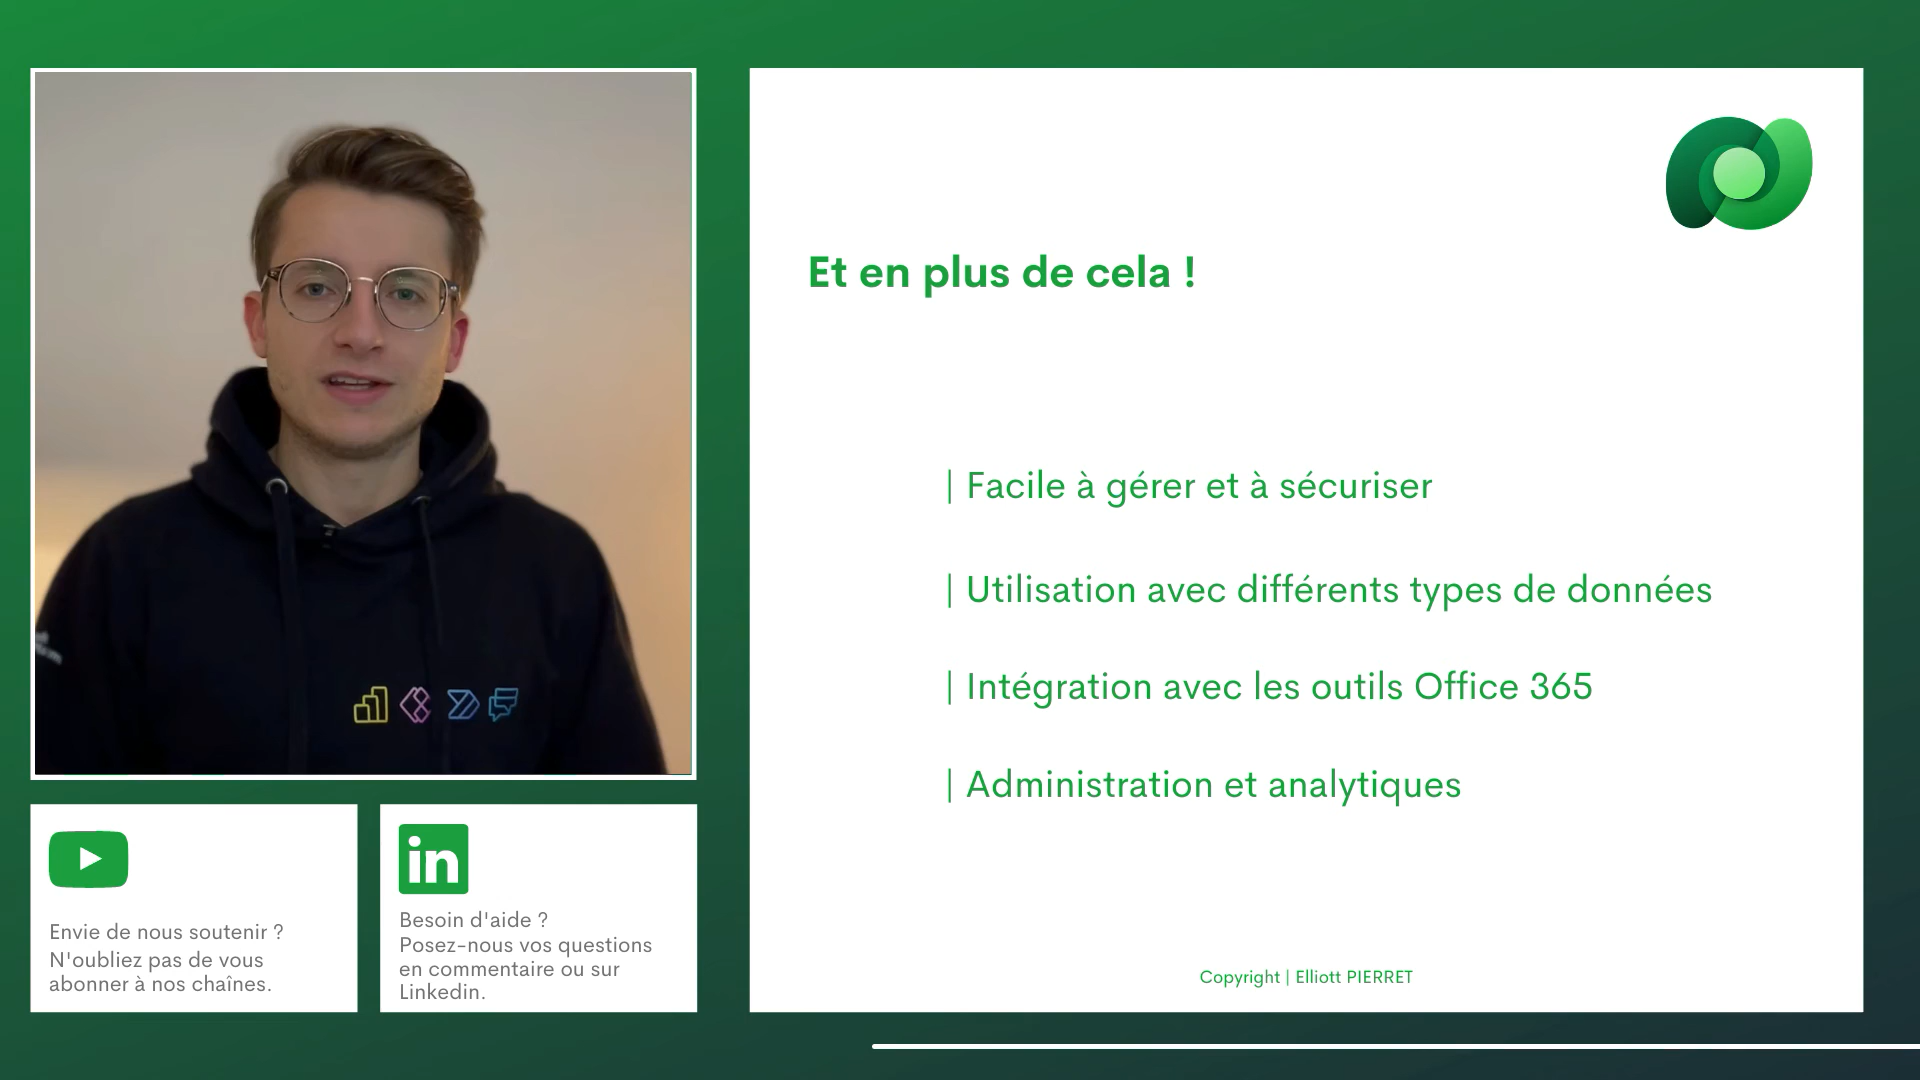 Et en plus de cela !
| Facile à gérer et à sécuriser
| Utilisation avec différents types de données
| Intégration avec les outils Office 365
| Administration et analytiques
Copyright | Elliott PIERRET
Envie de nous soutenir ?
N'oubliez pas de vous
abonner à nos chaînes.
in
Besoin d'aide ?
Posez-nous vos questions
en commentaire ou sur
Linkedin.